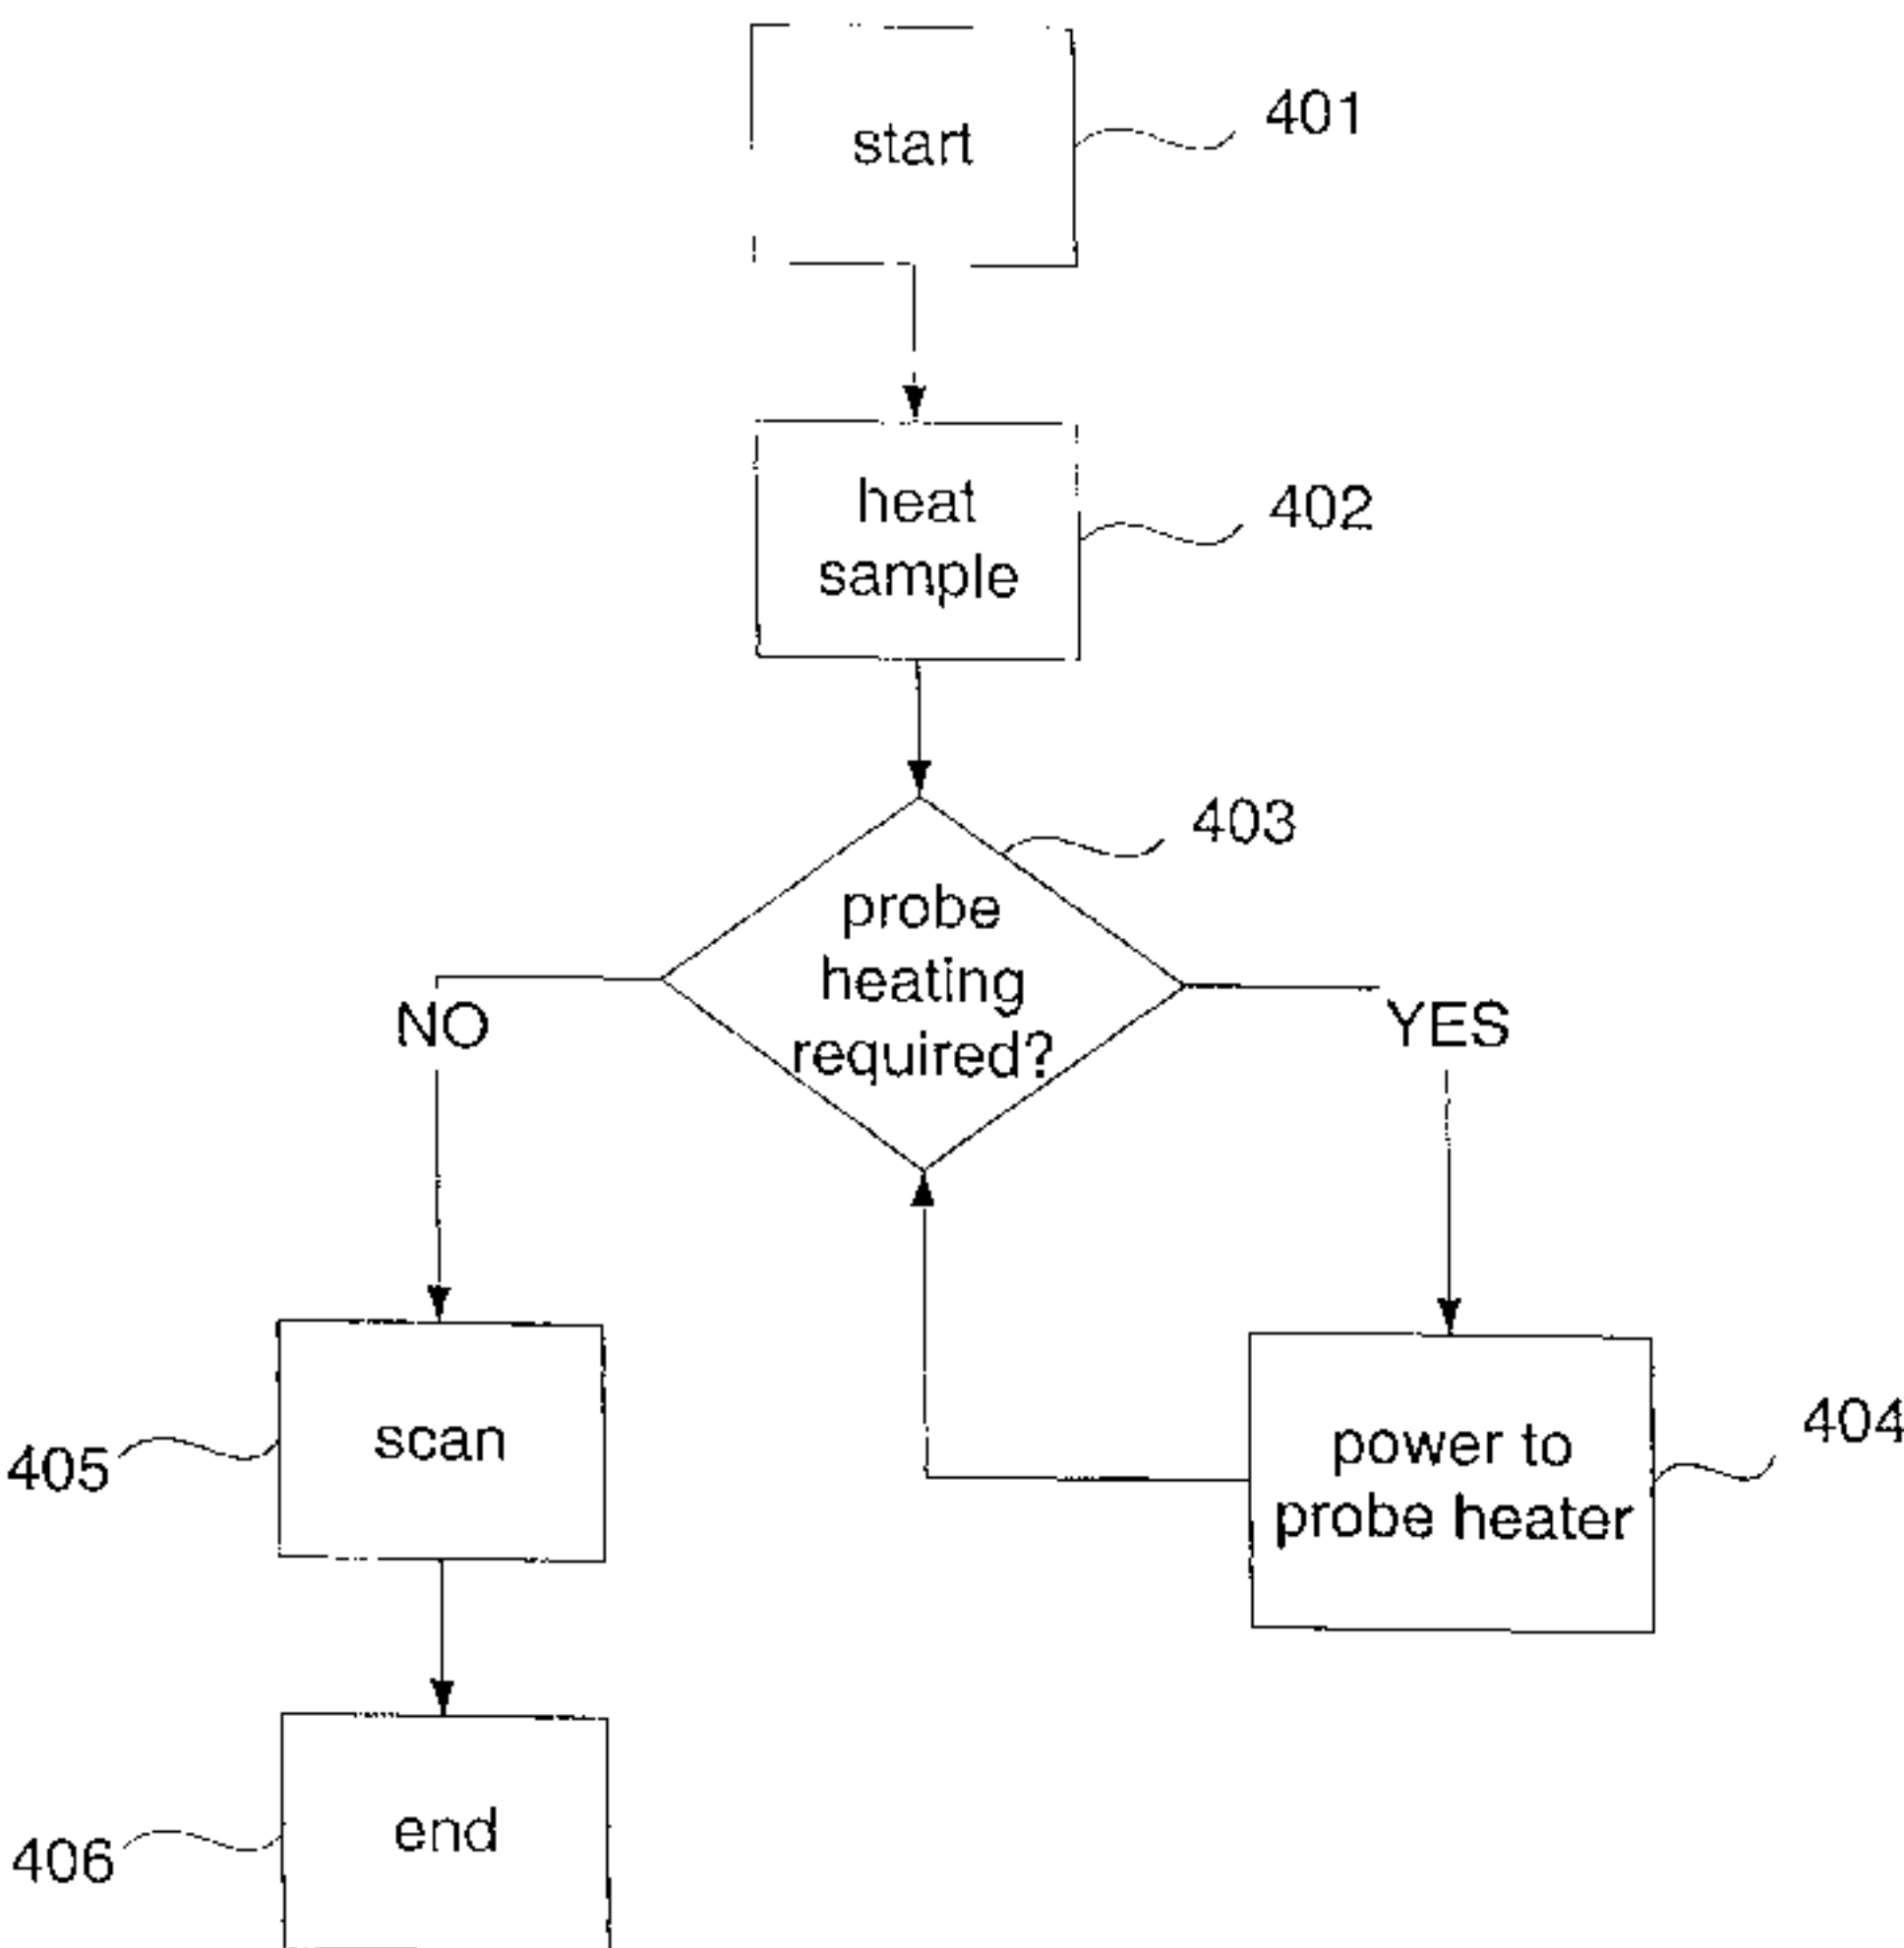 start
401
heat
sample
402
403
probe
heating
required?
NO
YES
scan
405
power to
probe heater
404
end
406